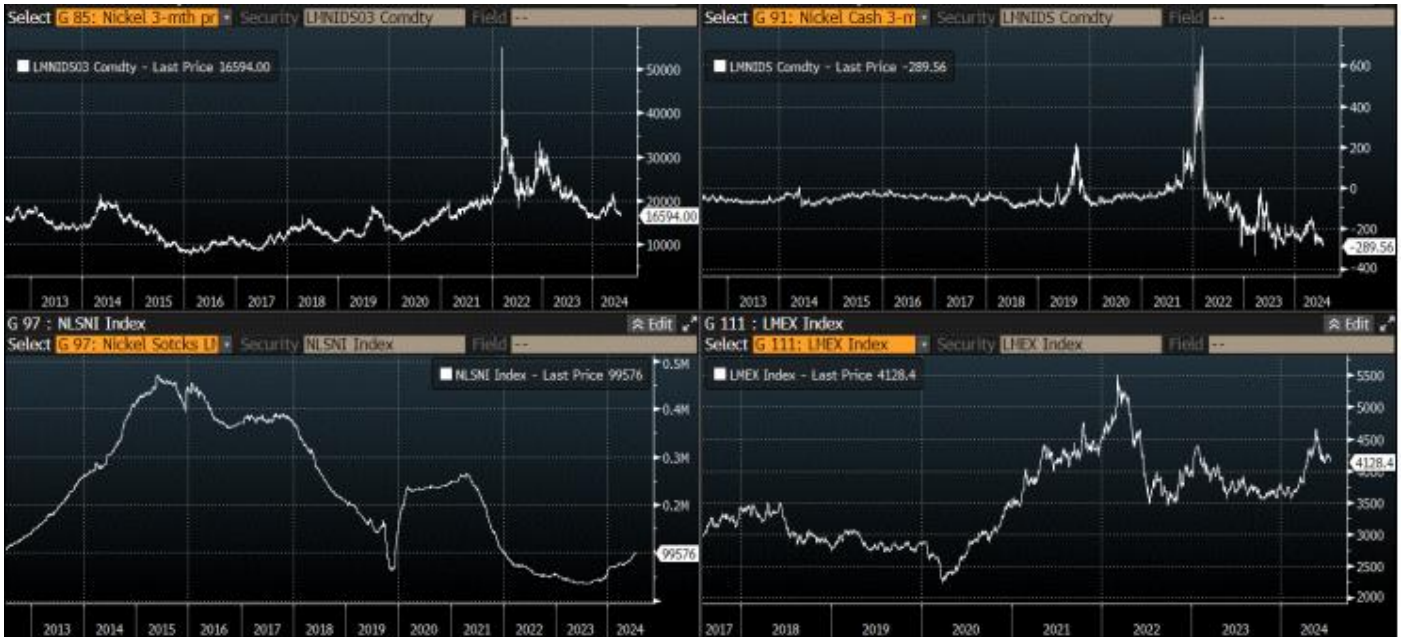 Select G 85: Nickel 3-mth pr Security LMNIDS03 Comdty Field --
LMNIDS03 Comdty - Last Price 16594.00
50000
40000
30000
20000
16594.00
10000
2013 2014 2015 2016 2017 2018 2019 2020 2021 2022 2023 2024
Select G 91: Nickel Cash 3-m Security LMNIDS Comdty Field --
LMNIDS Comdty - Last Price -289.56
600
400
200
0
-200
-289.56
-400
2013 2014 2015 2016 2017 2018 2019 2020 2021 2022 2023 2024
G 97 : NLSNI Index Edit
Select G 97: Nickel Sotcks LM Security NLSNI Index Field --
NLSNI Index - Last Price 99576
0.5M
0.4M
0.3M
0.2M
99576
2013 2014 2015 2016 2017 2018 2019 2020 2021 2022 2023 2024
G 111 : LMEX Index Edit
Select G 111: LMEX Index Security LMEX Index Field --
LMEX Index - Last Price 4128.4
5500
5000
4500
4128.4
4000
3500
3000
2500
2000
2017 2018 2019 2020 2021 2022 2023 2024